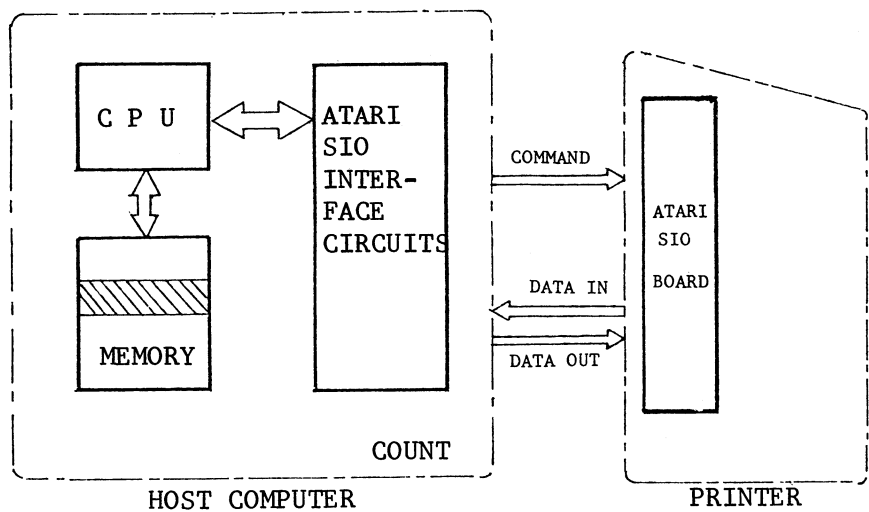 C P U
ATARI
SIO
INTER-
FACE
CIRCUITS
MEMORY
COUNT
HOST COMPUTER
COMMAND
DATA IN
DATA OUT
ATARI
SIO
BOARD
PRINTER